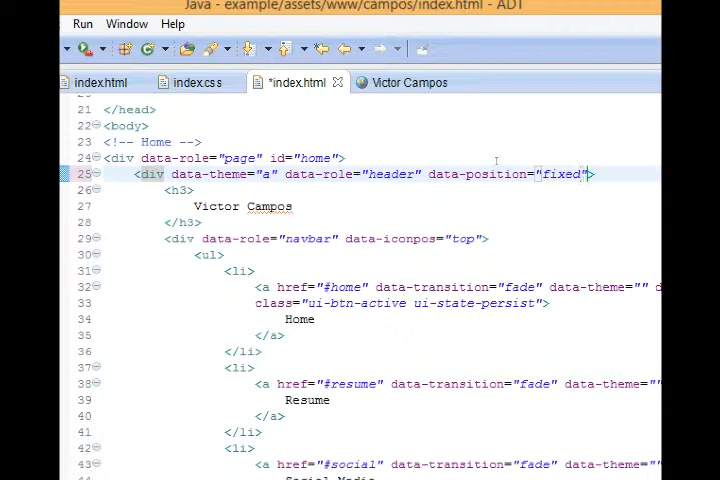 Java - example/assets/www/campos/index.html - ADT
Run Window Help
index.html index.css *index.html Victor Campos
21 </head>
22 <body>
23 <!-- Home -->
24 <div data-role="page" id="home">
25 <div data-theme="a" data-role="header" data-position="fixed">
26 <h3>
27 Victor Campos
28 </h3>
29 <div data-role="navbar" data-iconpos="top">
30 <ul>
31 <li>
32 <a href="#home" data-transition="fade" data-theme="" d
33 class="ui-btn-active ui-state-persist">
34 Home
35 </a>
36 </li>
37 <li>
38 <a href="#resume" data-transition="fade" data-theme=""
39 Resume
40 </a>
41 </li>
42 <li>
43 <a href="#social" data-transition="fade" data-theme=""